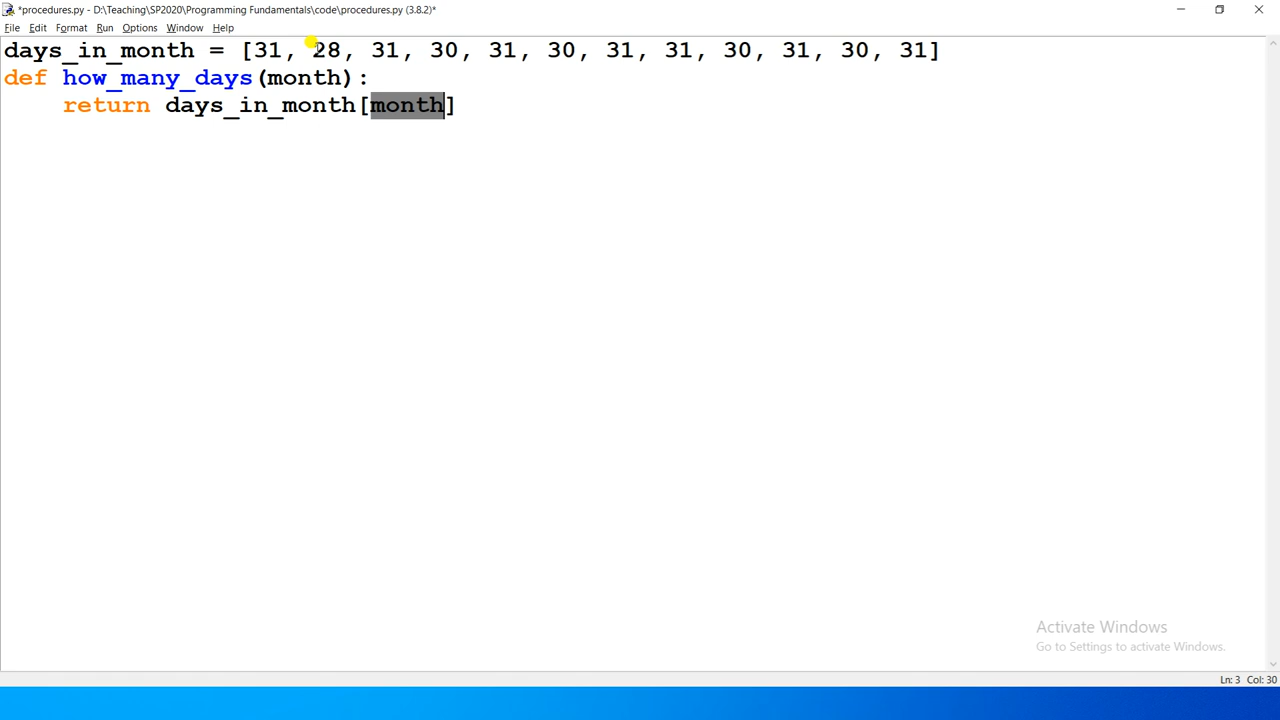 *procedures.py - D:\Teaching\SP2020\Programming Fundamentals\code\procedures.py (3.8.2)*
File Edit Format Run Options Window Help
days_in_month = [31, 28, 31, 30, 31, 30, 31, 31, 30, 31, 30, 31]
def how_many_days(month):
    return days_in_month[month]
Activate Windows
Go to Settings to activate Windows.
Ln: 3 Col: 30